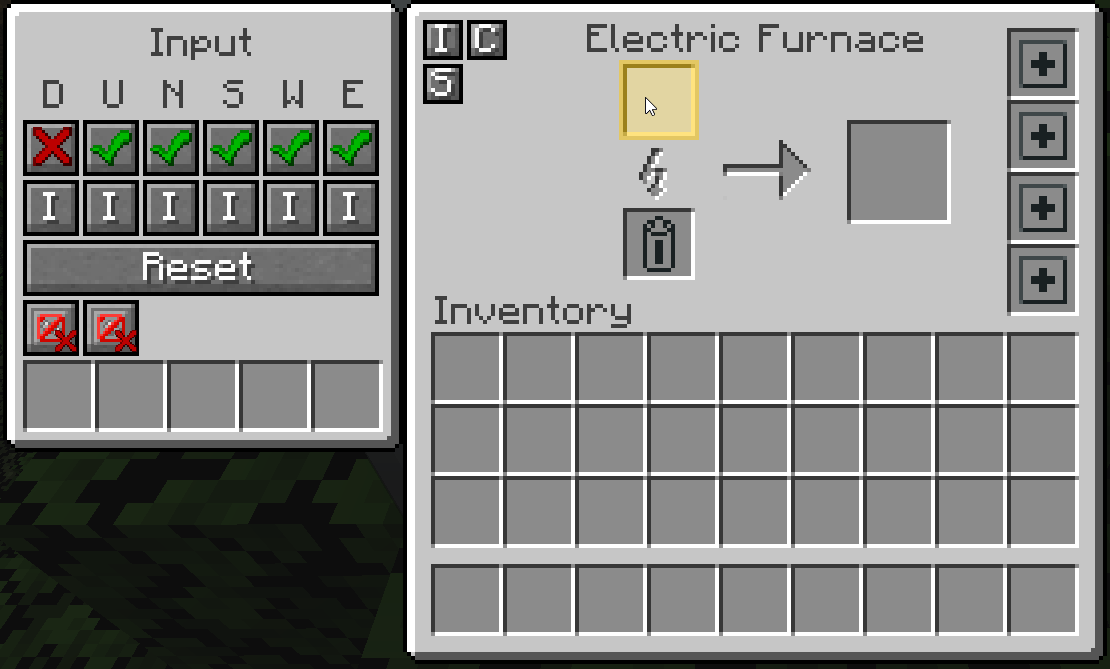 Input
D U N S W E
I I I I I I
Reset
I C
S
Electric Furnace
Inventory